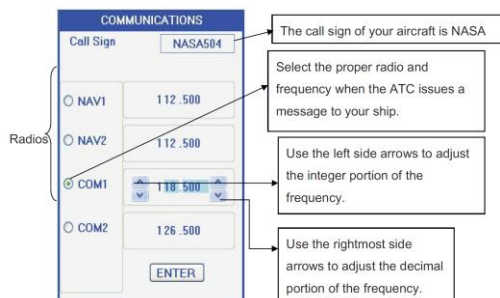 COMMUNICATIONS
Call Sign
NASA504
The call sign of your aircraft is NASA
Select the proper radio and
frequency when the ATC issues a
message to your ship.
Radios
NAV1
112.500
NAV2
112.500
COM1
118.500
COM2
126.500
ENTER
Use the left side arrows to adjust
the integer portion of the
frequency.
Use the rightmost side
arrows to adjust the decimal
portion of the frequency.